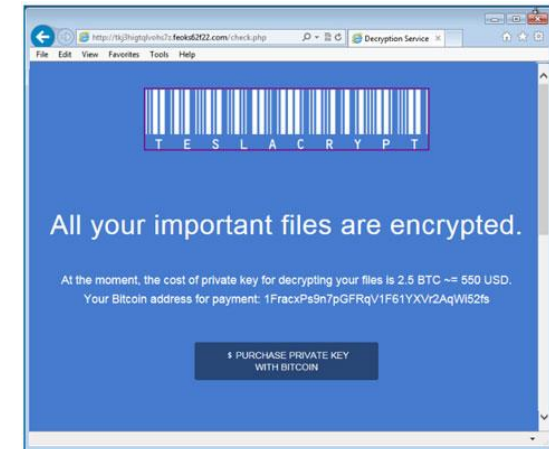 http://tkj3higtqlvohs7z.feoks62f22.com/check.php
Decryption Service
File Edit View Favorites Tools Help
TESLACRYPT
All your important files are encrypted.
At the moment, the cost of private key for decrypting your files is 2.5 BTC ~= 550 USD.
Your Bitcoin address for payment: 1FracxPs9n7pGFRqV1F61YXVr2AqWi52fs
$ PURCHASE PRIVATE KEY
WITH BITCOIN